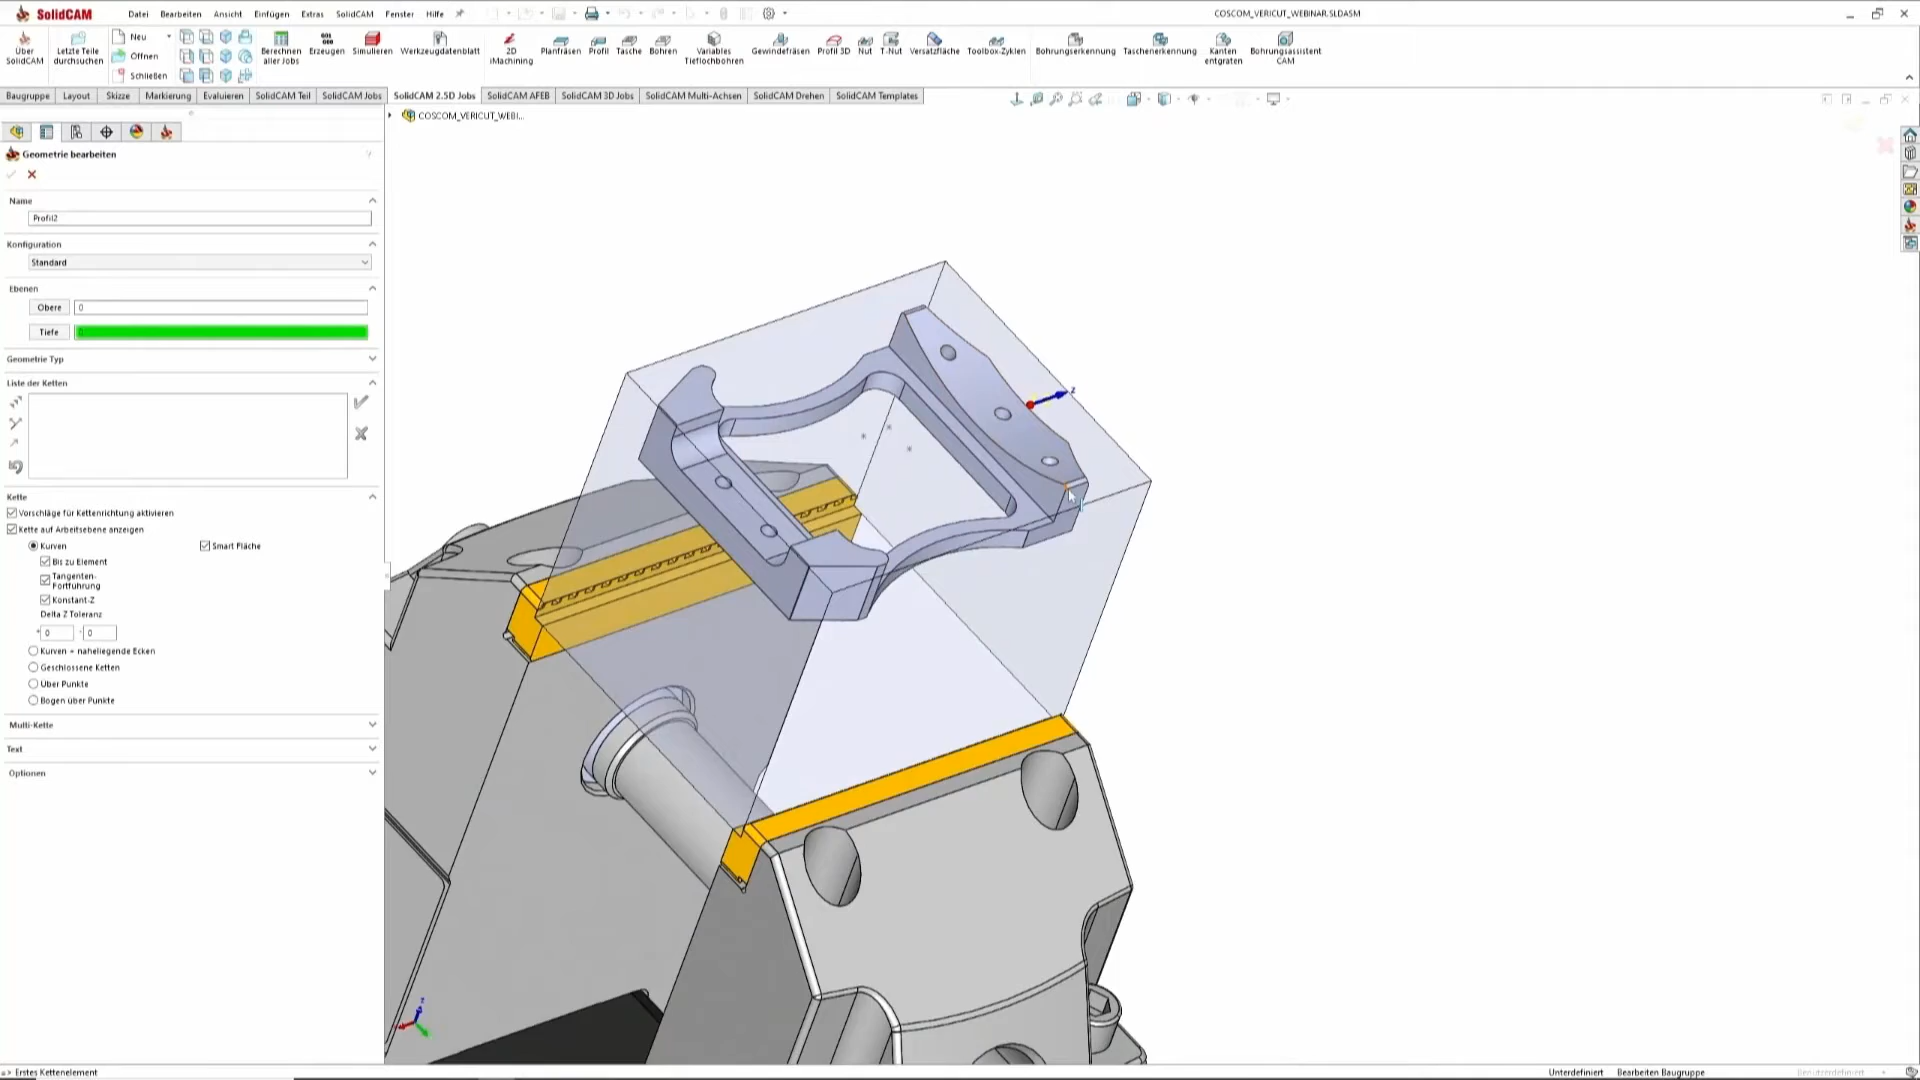 SolidCAM
Datei Bearbeiten Ansicht Einfügen Extras SolidCAM Fenster Hilfe
COSCOM_VERICUT_WEBINAR.SLDASM
Über SolidCAM
Letzte Teile durchsuchen
Neu
Öffnen
Schließen
Berechnen aller Jobs
Erzeugen
Simulieren
Werkzeugdatenblatt
2D iMachining
Planfräsen
Profil
Tasche
Bohren
Variables Tieflochbohren
Gewindefräsen
Profil 3D
Nut
T-Nut
Versatzfläche
Toolbox-Zyklen
Bohrungserkennung
Taschenerkennung
Kanten entgraten
Bohrungsassistent CAM
Baugruppe Layout Skizze Markierung Evaluieren SolidCAM Teil SolidCAM Jobs SolidCAM 2.5D Jobs SolidCAM AFEB SolidCAM 3D Jobs SolidCAM Multi-Achsen SolidCAM Drehen SolidCAM Templates
COSCOM_VERICUT_WEBI...
Geometrie bearbeiten
Name
Profil2
Konfiguration
Standard
Ebenen
Obere 0
Tiefe
Geometrie Typ
Liste der Ketten
Kette
Vorschläge für Kettenrichtung aktivieren
Kette auf Arbeitsebene anzeigen
Kurven Smart Fläche
Bis zu Element
Tangenten-
Fortführung
Konstant-Z
Delta Z Toleranz
+ 0 - 0
Kurven + naheliegende Ecken
Geschlossene Ketten
Über Punkte
Bogen über Punkte
Multi-Kette
Text
Optionen
z
z
=> Erstes Kettenelement
Unterdefiniert Bearbeiten Baugruppe
Benutzerdefiniert